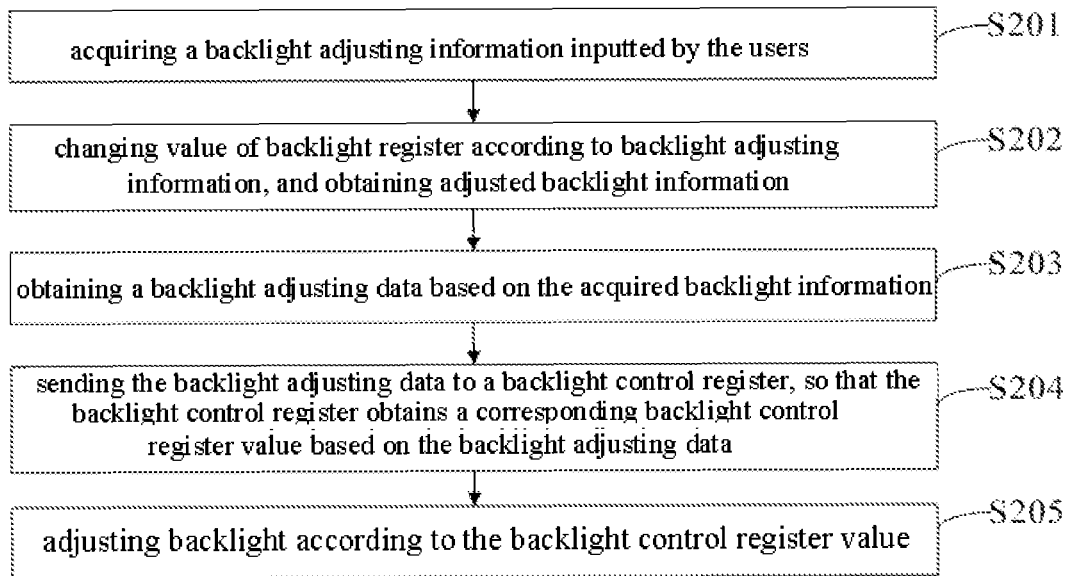 acquiring a backlight adjusting information inputted by the users
S201
changing value of backlight register according to backlight adjusting
information, and obtaining adjusted backlight information
S202
obtaining a backlight adjusting data based on the acquired backlight information
S203
sending the backlight adjusting data to a backlight control register, so that the
backlight control register obtains a corresponding backlight control
register value based on the backlight adjusting data
S204
adjusting backlight according to the backlight control register value
S205